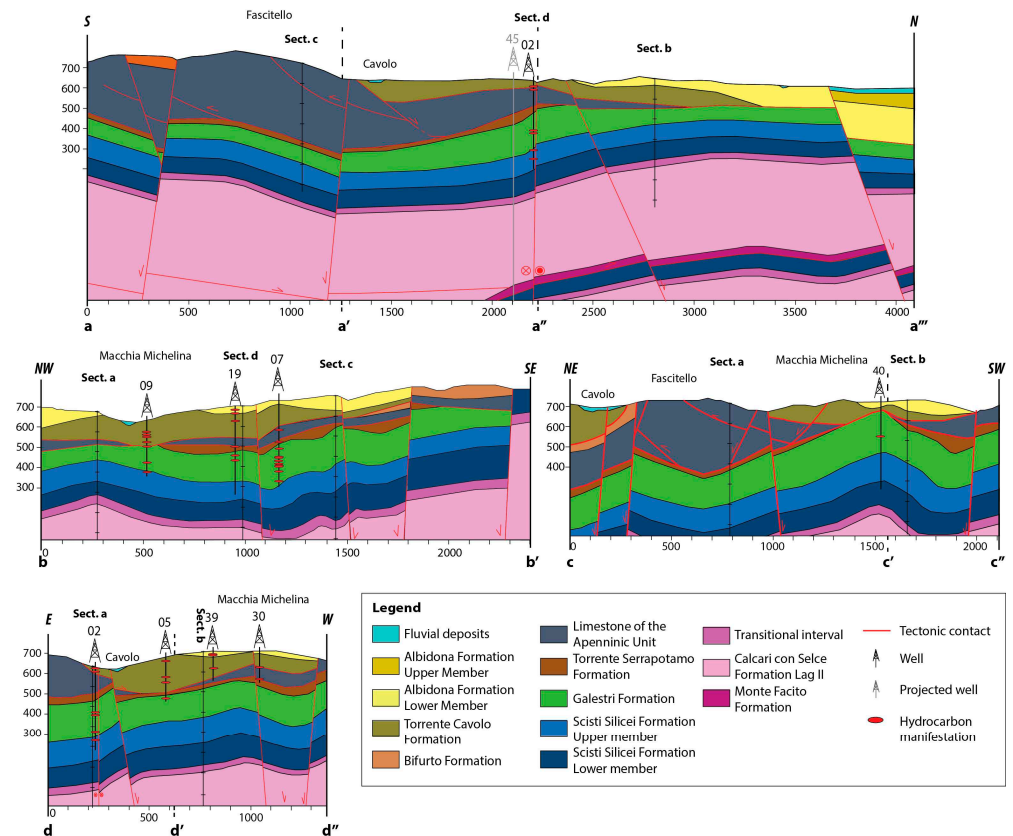 Fascitello
S
Sect. c
Sect. d
45
02
N
Cavolo
Sect. b
700
600
500
400
300
0
500
1000
1500
2000
2500
3000
3500
4000
a
a'
a''
a'''
NW
Macchia Michelina
Sect. a
Sect. d
07
Sect. c
SE
09
19
700
600
500
400
300
0
500
1000
1500
2000
b
b'
NE
Sect. a
Macchia Michelina
Sect. b
SW
Cavolo
Fascitello
40
700
600
500
400
0
500
1000
1500
2000
c
c'
c''
E
Sect. a
Macchia Michelina
W
02
Cavolo
05
Sect. b
39
30
700
600
500
400
300
0
500
1000
d
d'
d''
Legend
Fluvial deposits
Albidona Formation
Upper Member
Albidona Formation
Lower Member
Torrente Cavolo
Formation
Bifurto Formation
Limestone of the
Apenninic Unit
Torrente Serrapotamo
Formation
Galestri Formation
Scisti Silicei Formation
Upper member
Scisti Silicei Formation
Lower member
Transitional interval
Calcari con Selce
Formation Lag II
Monte Facito
Formation
Tectonic contact
Well
Projected well
Hydrocarbon
manifestation